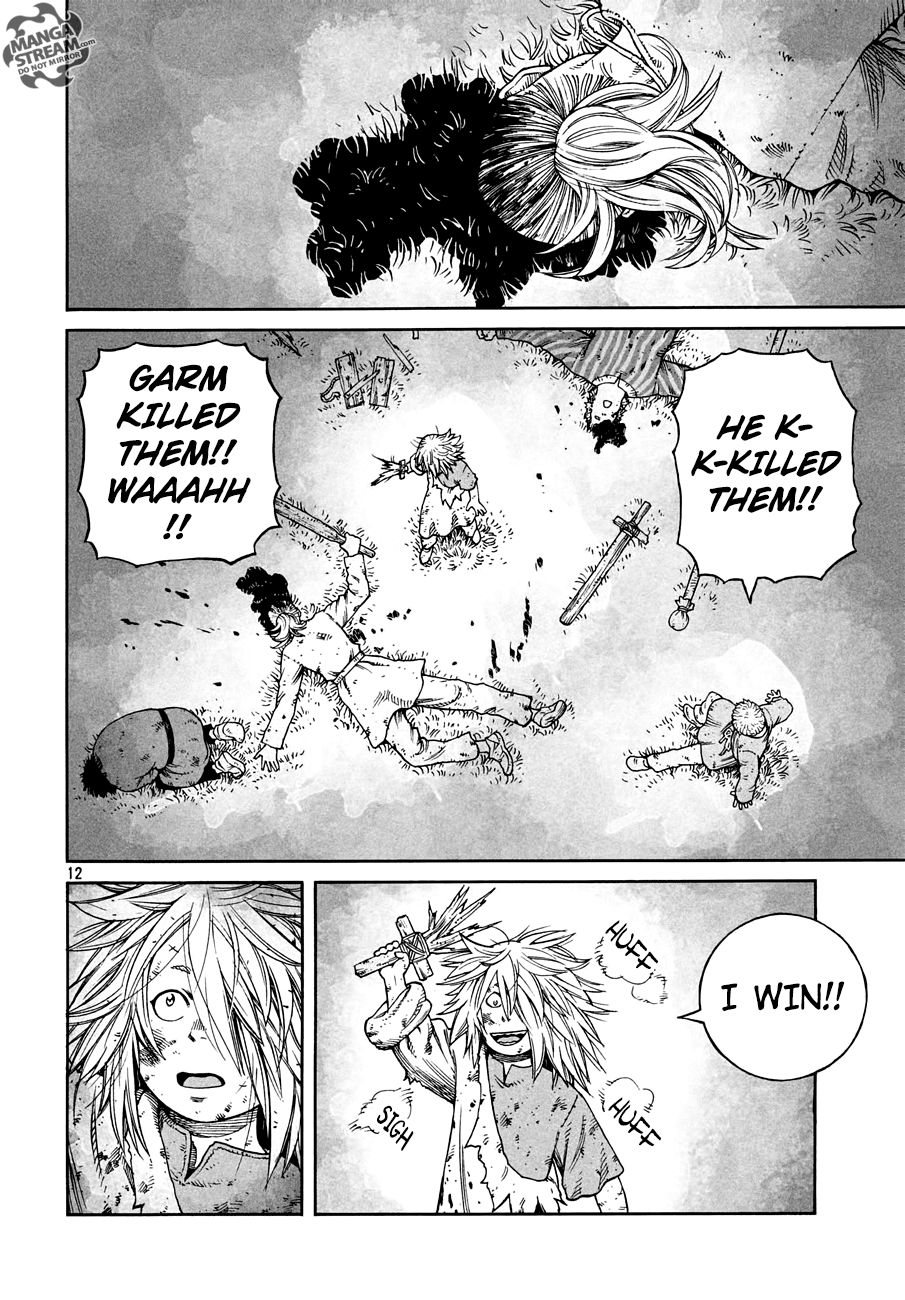 MANGA
STREAM.com
DO NOT MIRROR
GARM
KILLED
THEM!!
WAAAHH
!!
HE K-
K-KILLED
THEM!!
12
HUFF
I WIN!!
SIGH
HUFF